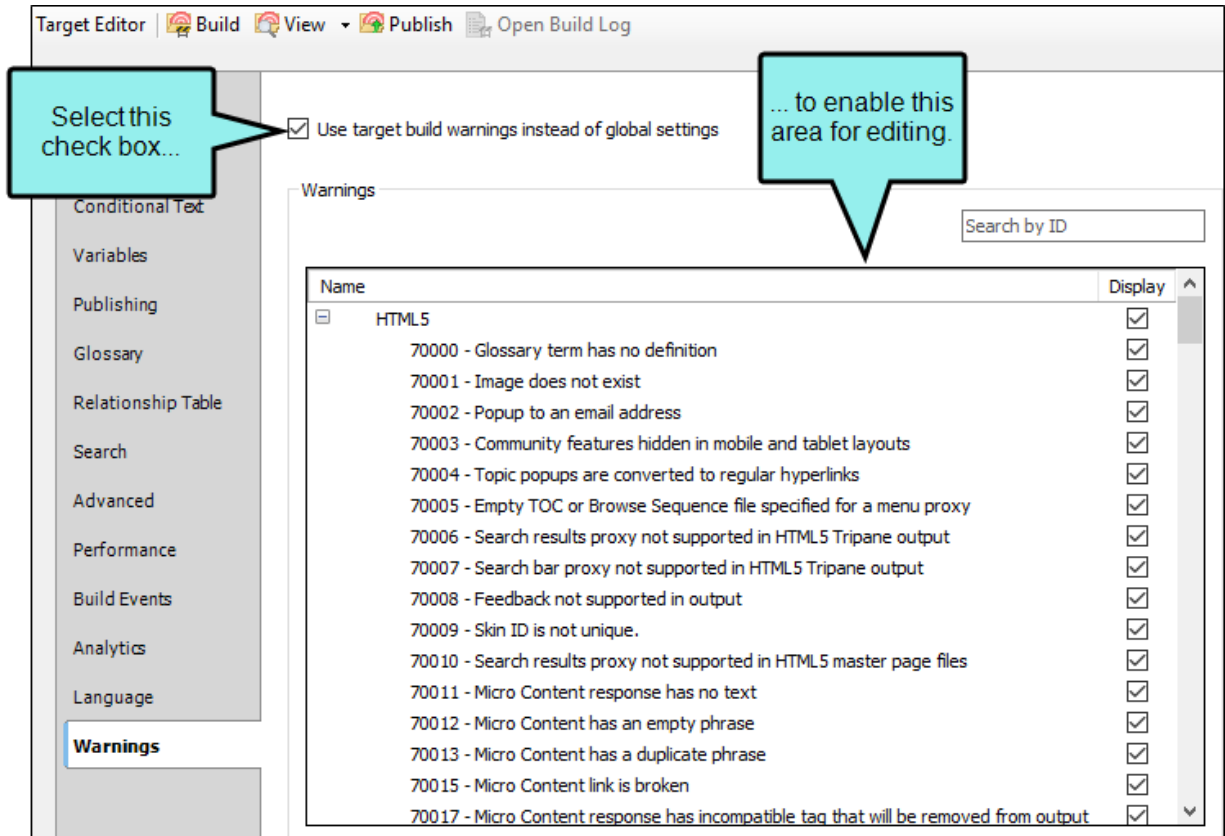 Target Editor Build View Publish Open Build Log
Select this
check box...
... to enable this
area for editing.
Use target build warnings instead of global settings
Conditional Text
Variables
Publishing
Glossary
Relationship Table
Search
Advanced
Performance
Build Events
Analytics
Language
Warnings
Warnings
Search by ID
Name Display
HTML5
70000 - Glossary term has no definition
70001 - Image does not exist
70002 - Popup to an email address
70003 - Community features hidden in mobile and tablet layouts
70004 - Topic popups are converted to regular hyperlinks
70005 - Empty TOC or Browse Sequence file specified for a menu proxy
70006 - Search results proxy not supported in HTML5 Tripane output
70007 - Search bar proxy not supported in HTML5 Tripane output
70008 - Feedback not supported in output
70009 - Skin ID is not unique.
70010 - Search results proxy not supported in HTML5 master page files
70011 - Micro Content response has no text
70012 - Micro Content has an empty phrase
70013 - Micro Content has a duplicate phrase
70015 - Micro Content link is broken
70017 - Micro Content response has incompatible tag that will be removed from output